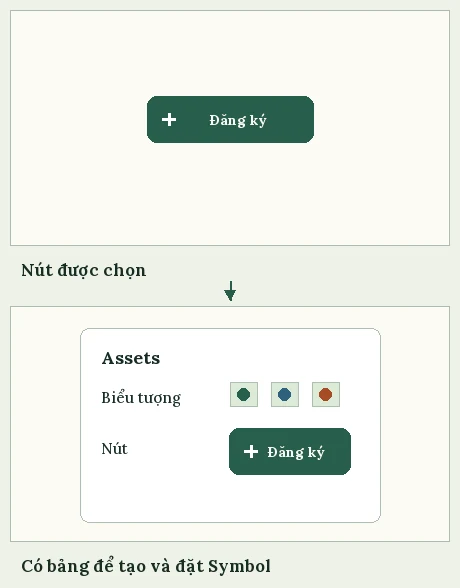 Đăng ký
Nút được chọn
Assets
Biểu tượng
Nút
Đăng ký
Có bảng để tạo và đặt Symbol